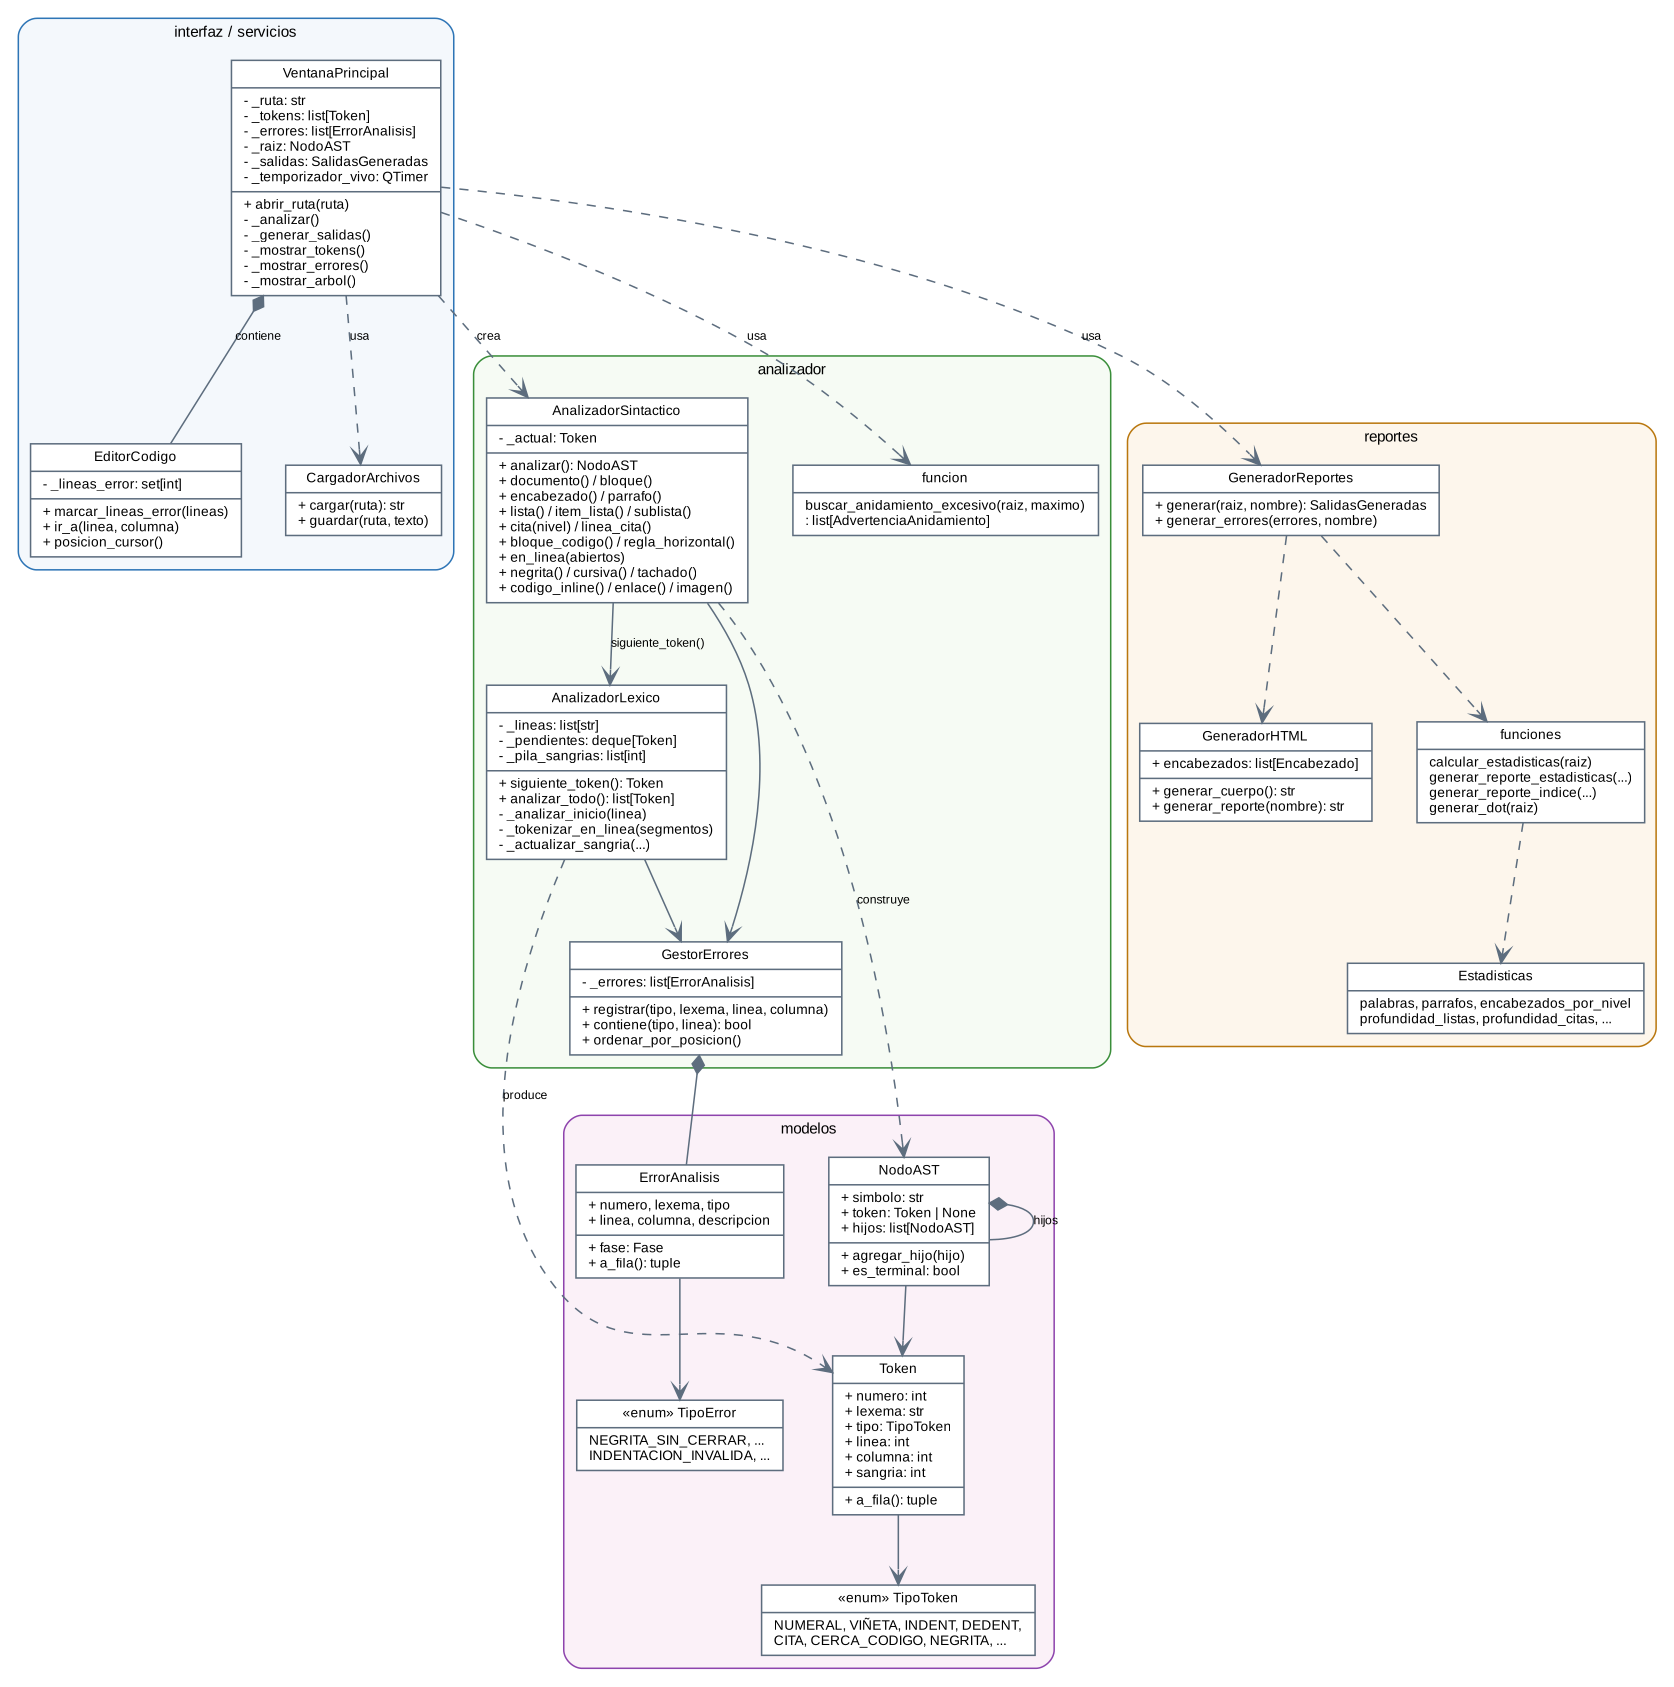 interfaz / servicios
VentanaPrincipal
- _ruta: str
- _tokens: list[Token]
- _errores: list[ErrorAnalisis]
- _raiz: NodoAST
- _salidas: SalidasGeneradas
- _temporizador_vivo: QTimer
+ abrir_ruta(ruta)
- _analizar()
- _generar_salidas()
- _mostrar_tokens()
- _mostrar_errores()
- _mostrar_arbol()
contiene
usa
crea
usa
usa
EditorCodigo
- _lineas_error: set[int]
+ marcar_lineas_error(lineas)
+ ir_a(linea, columna)
+ posicion_cursor()
CargadorArchivos
+ cargar(ruta): str
+ guardar(ruta, texto)
analizador
AnalizadorSintactico
- _actual: Token
+ analizar(): NodoAST
+ documento() / bloque()
+ encabezado() / parrafo()
+ lista() / item_lista() / sublista()
+ cita(nivel) / linea_cita()
+ bloque_codigo() / regla_horizontal()
+ en_linea(abiertos)
+ negrita() / cursiva() / tachado()
+ codigo_inline() / enlace() / imagen()
funcion
buscar_anidamiento_excesivo(raiz, maximo)
: list[AdvertenciaAnidamiento]
siguiente_token()
AnalizadorLexico
- _lineas: list[str]
- _pendientes: deque[Token]
- _pila_sangrias: list[int]
+ siguiente_token(): Token
+ analizar_todo(): list[Token]
- _analizar_inicio(linea)
- _tokenizar_en_linea(segmentos)
- _actualizar_sangria(...)
construye
GestorErrores
- _errores: list[ErrorAnalisis]
+ registrar(tipo, lexema, linea, columna)
+ contiene(tipo, linea): bool
+ ordenar_por_posicion()
produce
reportes
GeneradorReportes
+ generar(raiz, nombre): SalidasGeneradas
+ generar_errores(errores, nombre)
GeneradorHTML
+ encabezados: list[Encabezado]
+ generar_cuerpo(): str
+ generar_reporte(nombre): str
funciones
calcular_estadisticas(raiz)
generar_reporte_estadisticas(...)
generar_reporte_indice(...)
generar_dot(raiz)
Estadisticas
palabras, parrafos, encabezados_por_nivel
profundidad_listas, profundidad_citas, ...
modelos
ErrorAnalisis
+ numero, lexema, tipo
+ linea, columna, descripcion
+ fase: Fase
+ a_fila(): tuple
NodoAST
+ simbolo: str
+ token: Token | None
+ hijos: list[NodoAST]
+ agregar_hijo(hijo)
+ es_terminal: bool
hijos
«enum» TipoError
NEGRITA_SIN_CERRAR, ...
INDENTACION_INVALIDA, ...
Token
+ numero: int
+ lexema: str
+ tipo: TipoToken
+ linea: int
+ columna: int
+ sangria: int
+ a_fila(): tuple
«enum» TipoToken
NUMERAL, VIÑETA, INDENT, DEDENT,
CITA, CERCA_CODIGO, NEGRITA, ...